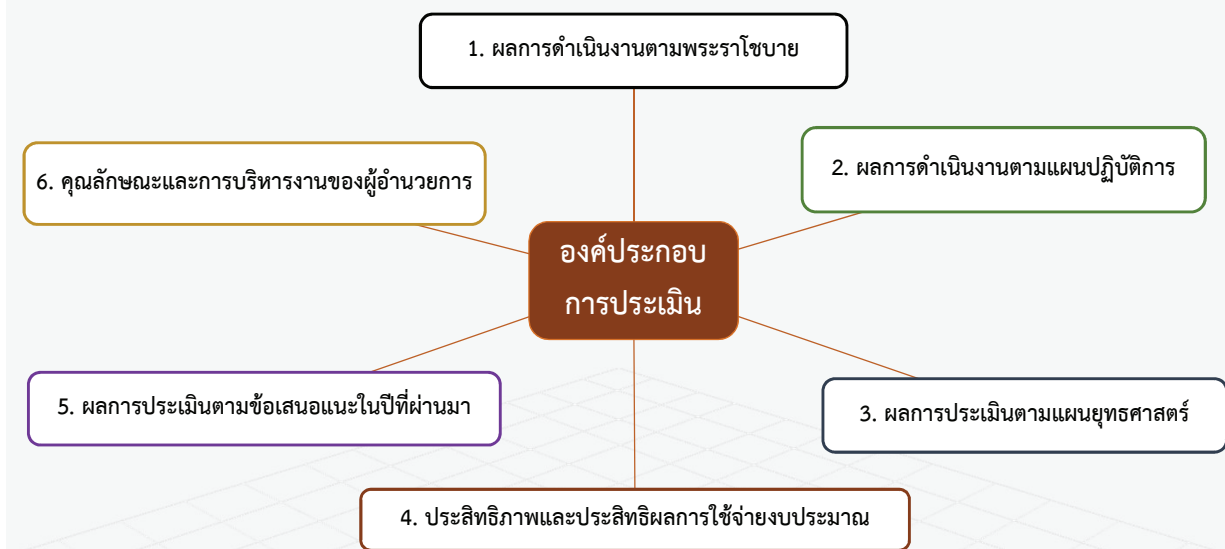 1. ผลการดำเนินงานตามพระราโชบาย
2. ผลการดำเนินงานตามแผนปฏิบัติการ
6. คุณลักษณะและการบริหารงานของผู้อำนวยการ
องค์ประกอบ
การประเมิน
5. ผลการประเมินตามข้อเสนอแนะในปีที่ผ่านมา
3. ผลการประเมินตามแผนยุทธศาสตร์
4. ประสิทธิภาพและประสิทธิผลการใช้จ่ายงบประมาณ